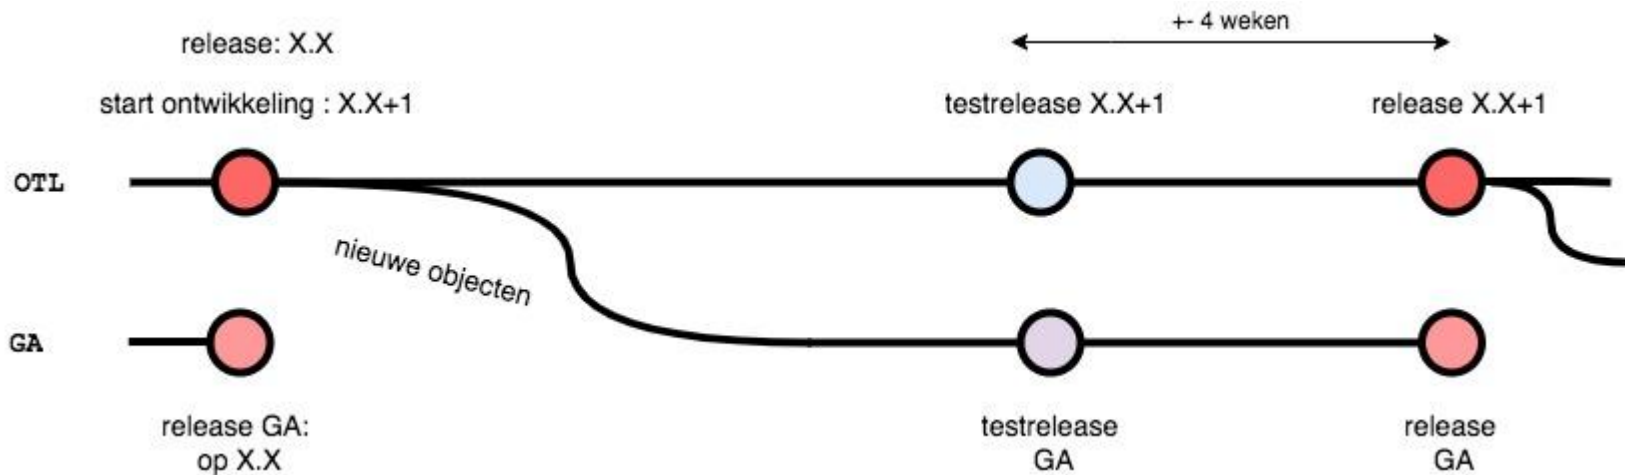 +- 4 weken
release: X.X
start ontwikkeling : X.X+1
testrelease X.X+1
release X.X+1
OTL
nieuwe objecten
GA
release GA:
op X.X
testrelease
GA
release
GA